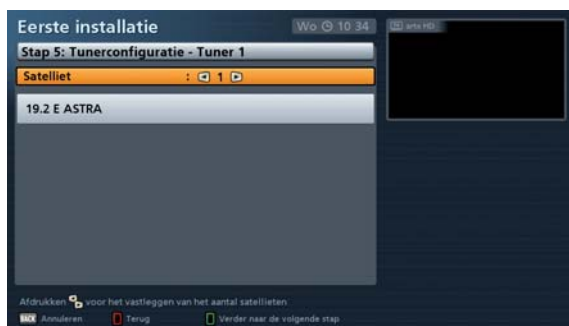 Eerste installatie
Wo 10 34
arte HD
Stap 5: Tunerconfiguratie - Tuner 1
Satelliet : 1
19.2 E ASTRA
Afdrukken voor het vastleggen van het aantal satellieten
BACK Annuleren Terug Verder naar de volgende stap